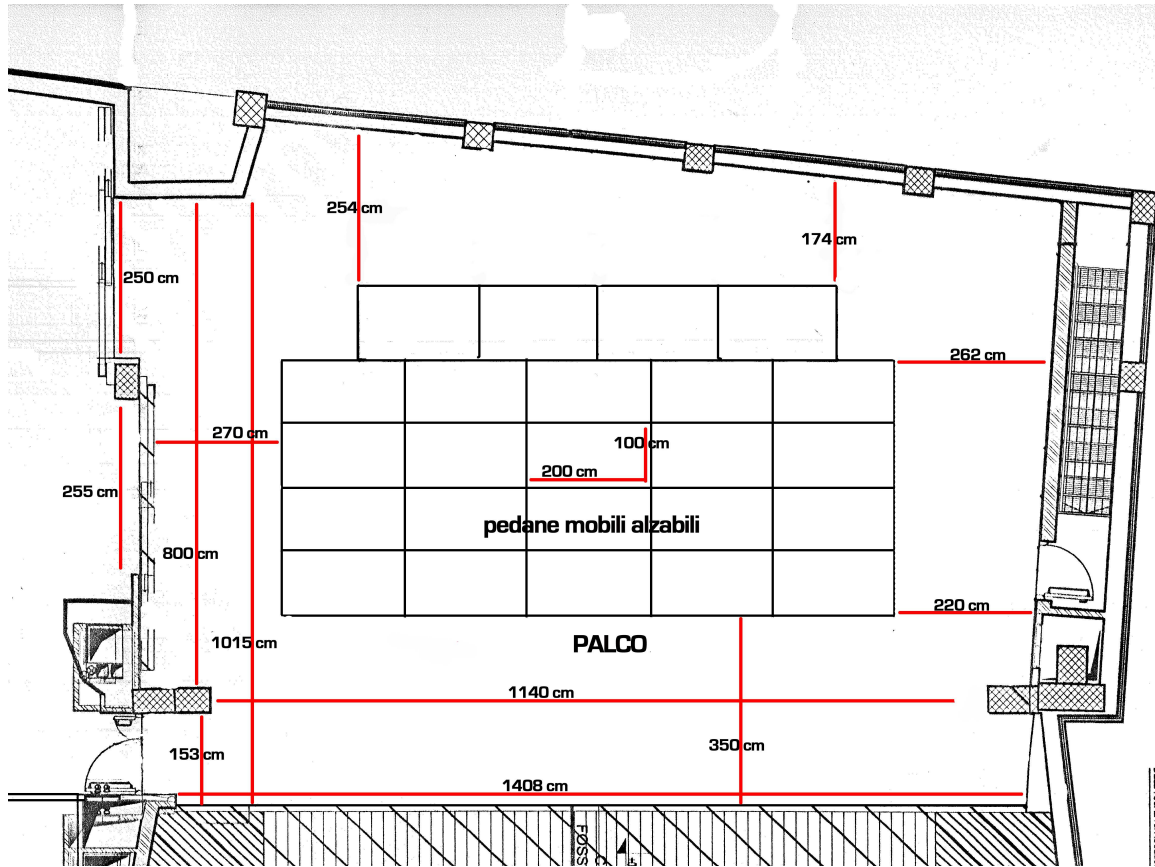 254 cm
174 cm
250 cm
262 cm
270 cm
100 cm
200 cm
255 cm
pedane mobili alzabili
800 cm
220 cm
1015 cm
PALCO
1140 cm
153 cm
350 cm
1408 cm
FOSS
C